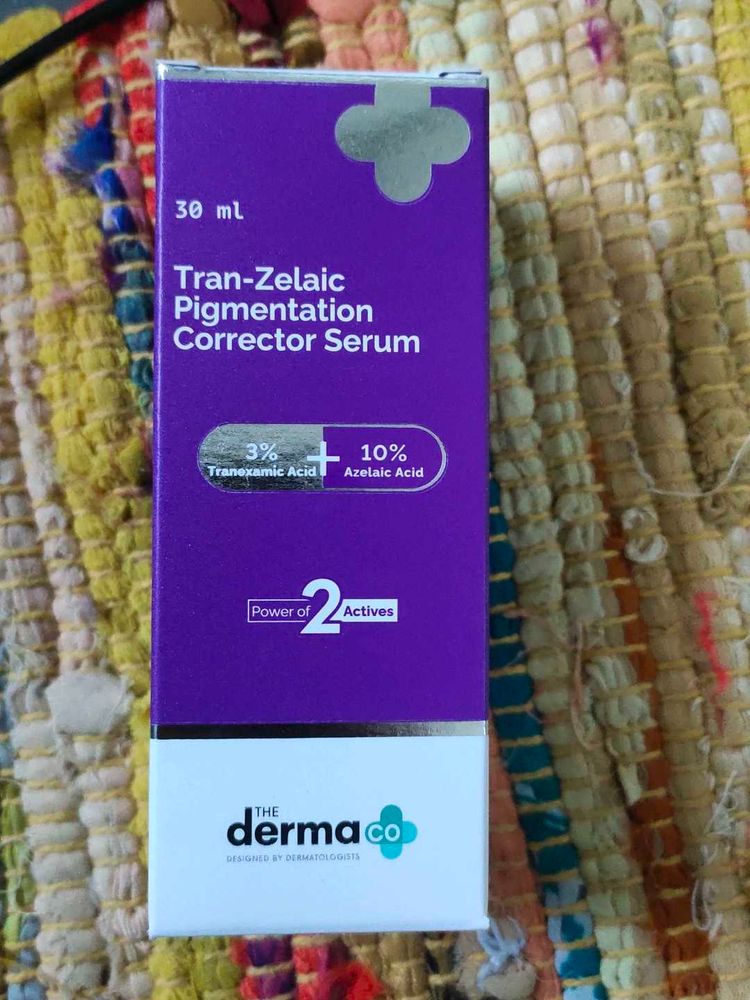 30 ml
Tran-Zelaic
Pigmentation
Corrector Serum
3%
Tranexamic Acid
+
10%
Azelaic Acid
Power of 2 Actives
THE
derma co
DESIGNED BY DERMATOLOGISTS